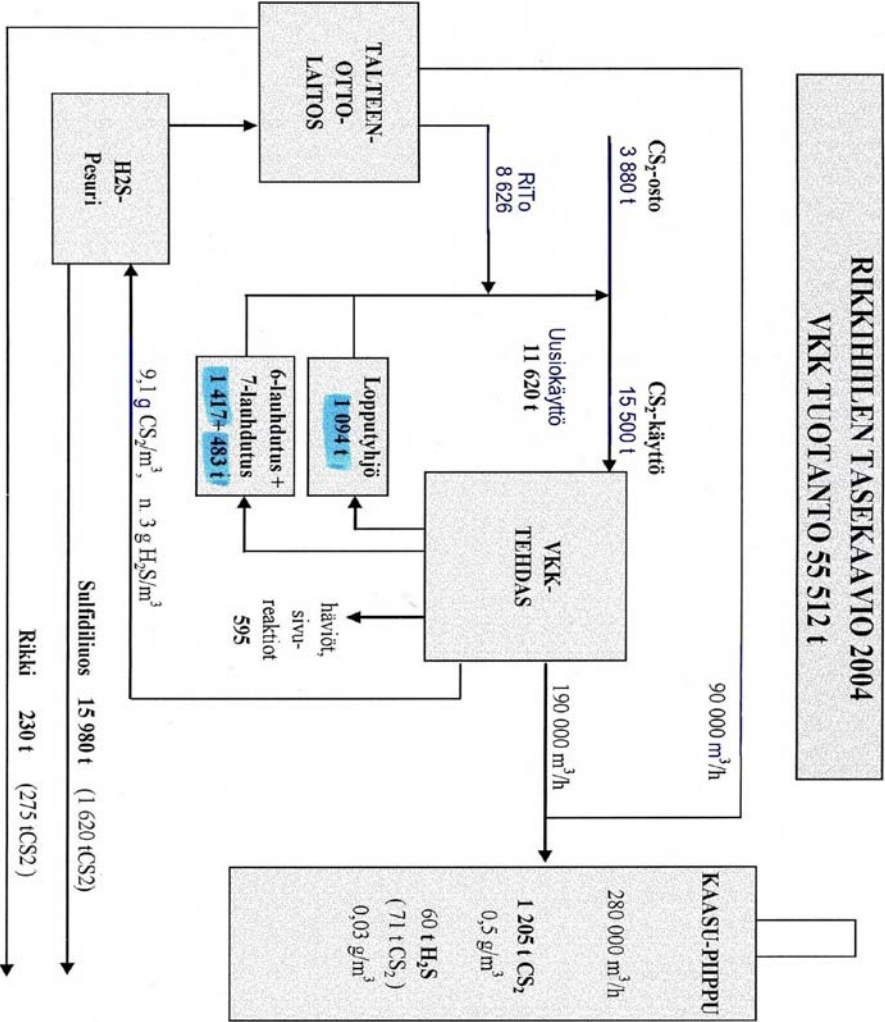 RIKKIHIILEN TASEKAAVIO 2004
VKK TUOTANTO 55 512 t
90 000 m³/h
CS₂-osto
3 880 t
CS₂-käyttö
15 500 t
RiTo
8 626
Uusiokäyttö
11 620 t
TALTEEN-
OTTO-
LAITOS
VKK-
TEHDAS
190 000 m³/h
KAASU-PIIPPU
280 000 m³/h
1 205 t CS₂
0,5 g/m³
60 t H₂S
( 71 t CS₂ )
0,03 g/m³
Lopputyhjö
1 094 t
6-lauhdutus +
7-lauhdutus
1 417+ 483 t
häviöt,
sivu-
reaktiot
595
H2S-
Pesuri
9,1 g CS₂/m³, n. 3 g H₂S/m³
Sulfidiliuos 15 980 t (1 620 tCS2)
Rikki 230 t (275 tCS2 )